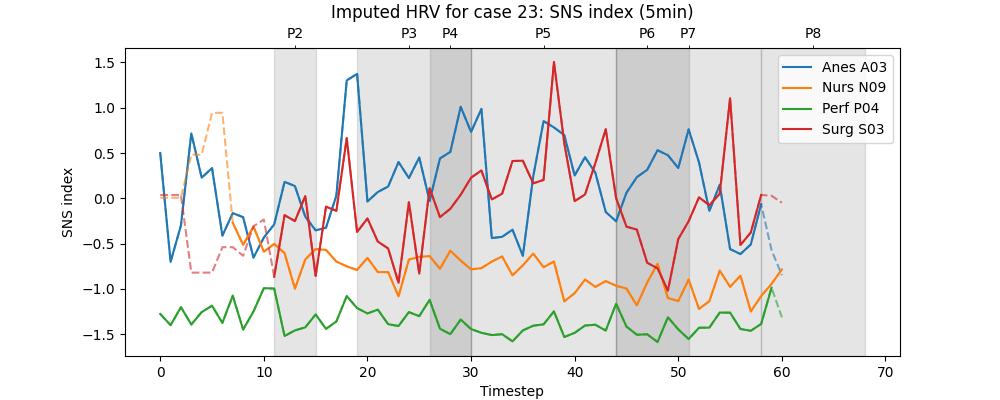 Imputed HRV for case 23: SNS index (5min)
P2 P3 P4 P5 P6 P7 P8
1.5
1.0
0.5
0.0
−0.5
−1.0
−1.5
SNS index
Anes A03
Nurs N09
Perf P04
Surg S03
0 10 20 30 40 50 60 70
Timestep